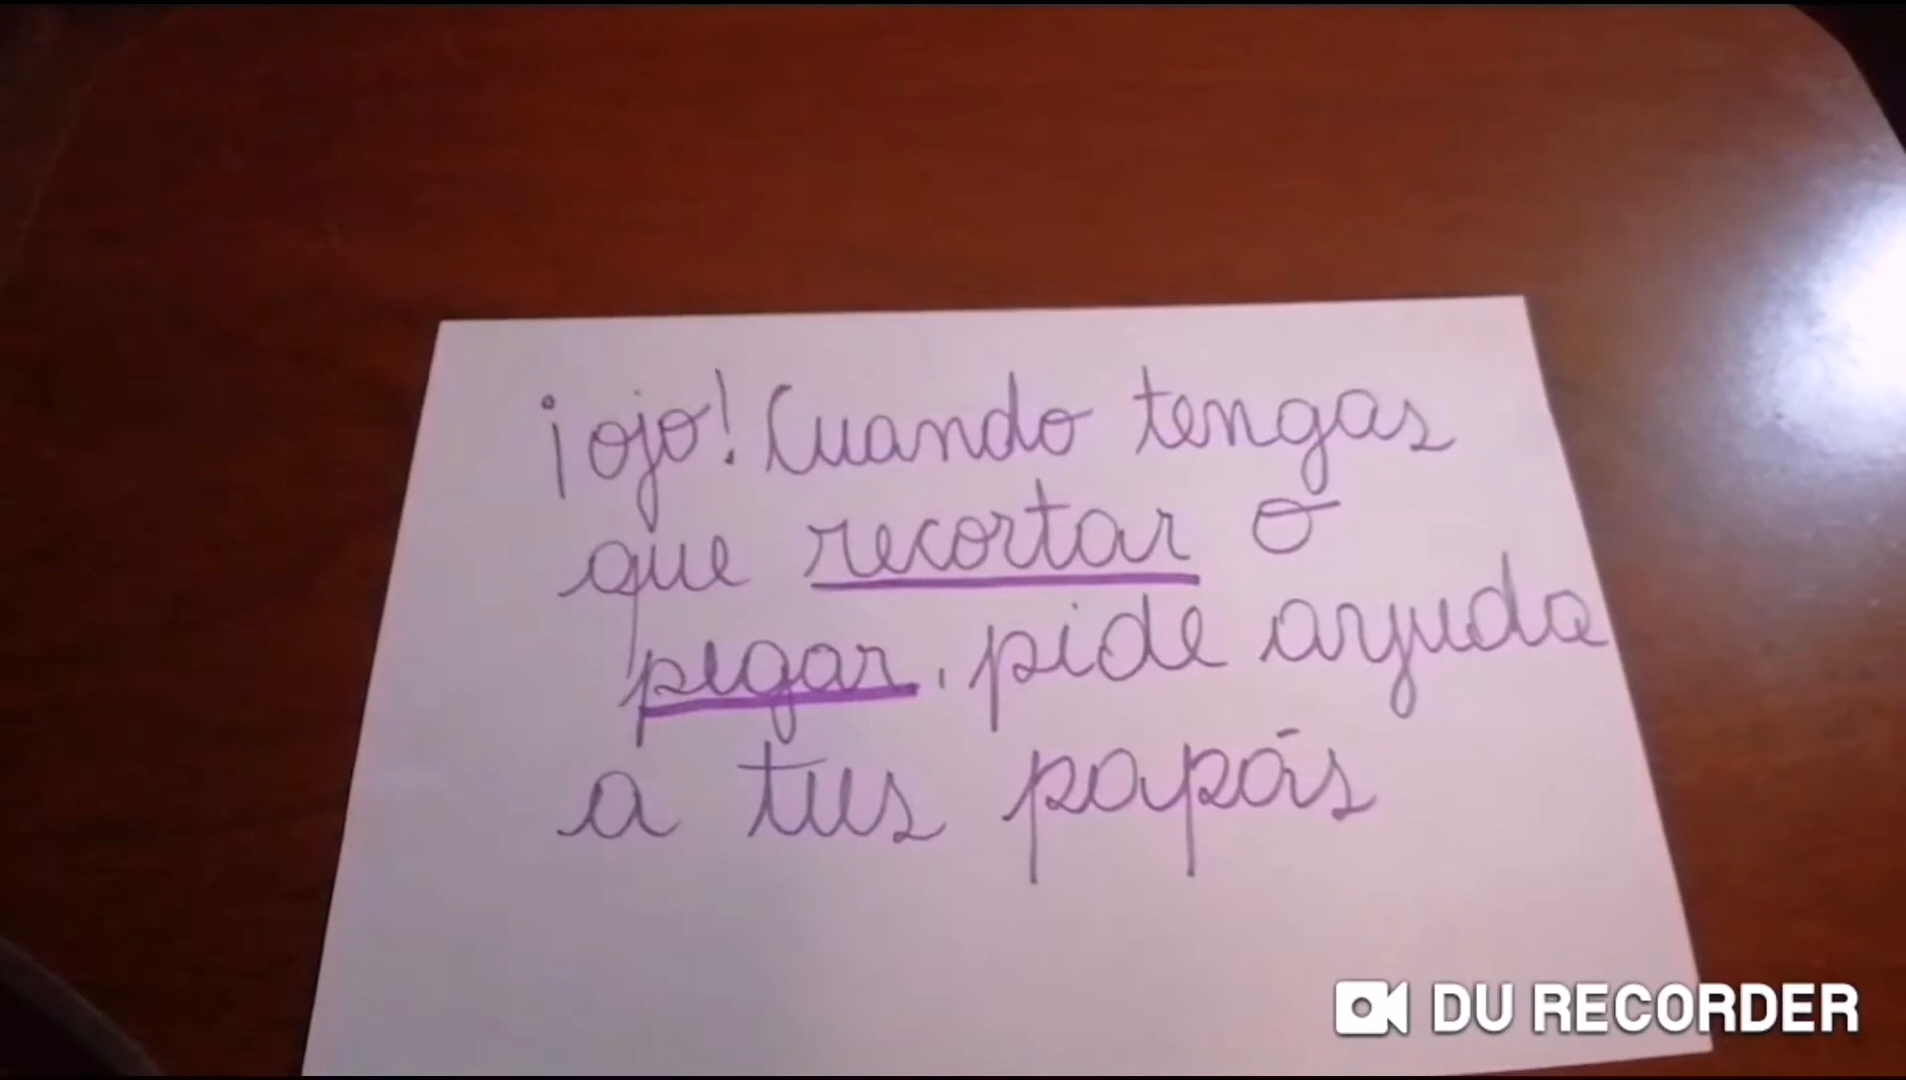 ¡ojo! Cuando tengas
que recortar o
pegar, pide ayuda
a tus papás
DU RECORDER